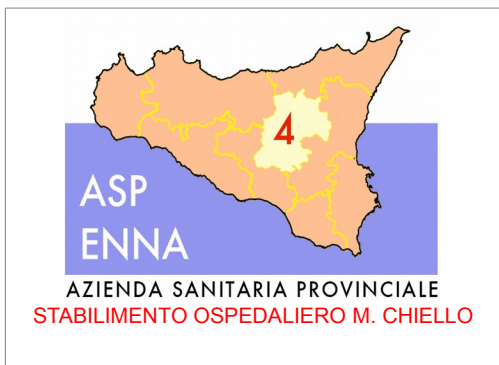 4
ASP
ENNA
AZIENDA SANITARIA PROVINCIALE
STABILIMENTO OSPEDALIERO M. CHIELLO